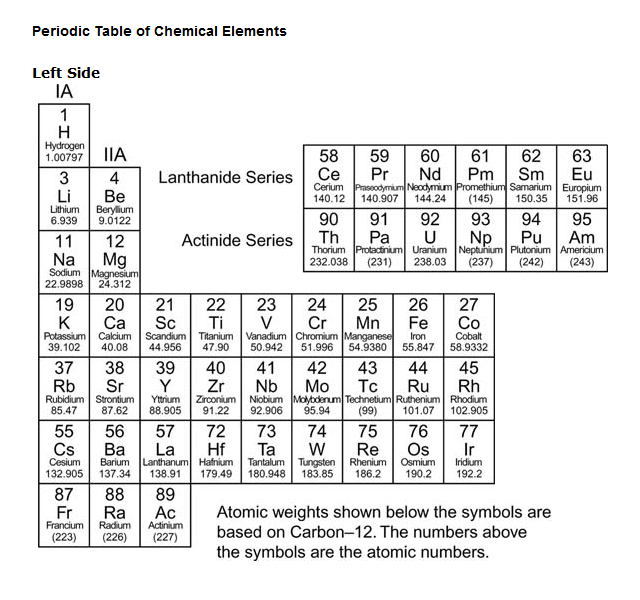 Periodic Table of Chemical Elements
Left Side
IA
1
H
Hydrogen
1.00797
IIA
3 4
Li Be
Lithium Beryllium
6.939 9.0122
Lanthanide Series
58 59 60 61 62 63
Ce Pr Nd Pm Sm Eu
Cerium Praseodymium Neodymium Promethium Samarium Europium
140.12 140.907 144.24 (145) 150.35 151.96
Actinide Series
90 91 92 93 94 95
Th Pa U Np Pu Am
Thorium Protactinium Uranium Neptunium Plutonium Americium
232.038 (231) 238.03 (237) (242) (243)
11 12
Na Mg
Sodium Magnesium
22.9898 24.312
19 20 21 22 23 24 25 26 27
K Ca Sc Ti V Cr Mn Fe Co
Potassium Calcium Scandium Titanium Vanadium Chromium Manganese Iron Cobalt
39.102 40.08 44.956 47.90 50.942 51.996 54.9380 55.847 58.9332
37 38 39 40 41 42 43 44 45
Rb Sr Y Zr Nb Mo Tc Ru Rh
Rubidium Strontium Yttrium Zirconium Niobium Molybdenum Technetium Ruthenium Rhodium
85.47 87.62 88.905 91.22 92.906 95.94 (99) 101.07 102.905
55 56 57 72 73 74 75 76 77
Cs Ba La Hf Ta W Re Os Ir
Cesium Barium Lanthanum Hafnium Tantalum Tungsten Rhenium Osmium Iridium
132.905 137.34 138.91 179.49 180.948 183.85 186.2 190.2 192.2
87 88 89
Fr Ra Ac
Francium Radium Actinium
(223) (226) (227)
Atomic weights shown below the symbols are
based on Carbon–12. The numbers above
the symbols are the atomic numbers.